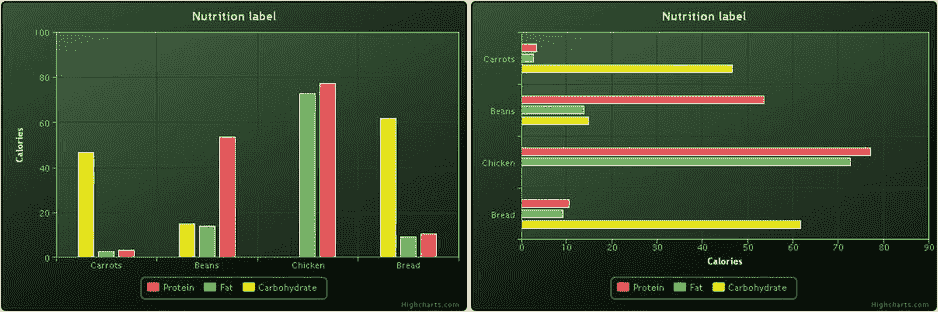 Nutrition label
100
80
60
40
20
0
Calories
Carrots Beans Chicken Bread
Protein Fat Carbohydrate
Highcharts.com
Nutrition label
Carrots
Beans
Chicken
Bread
0 10 20 30 40 50 60 70 80 90
Calories
Protein Fat Carbohydrate
Highcharts.com